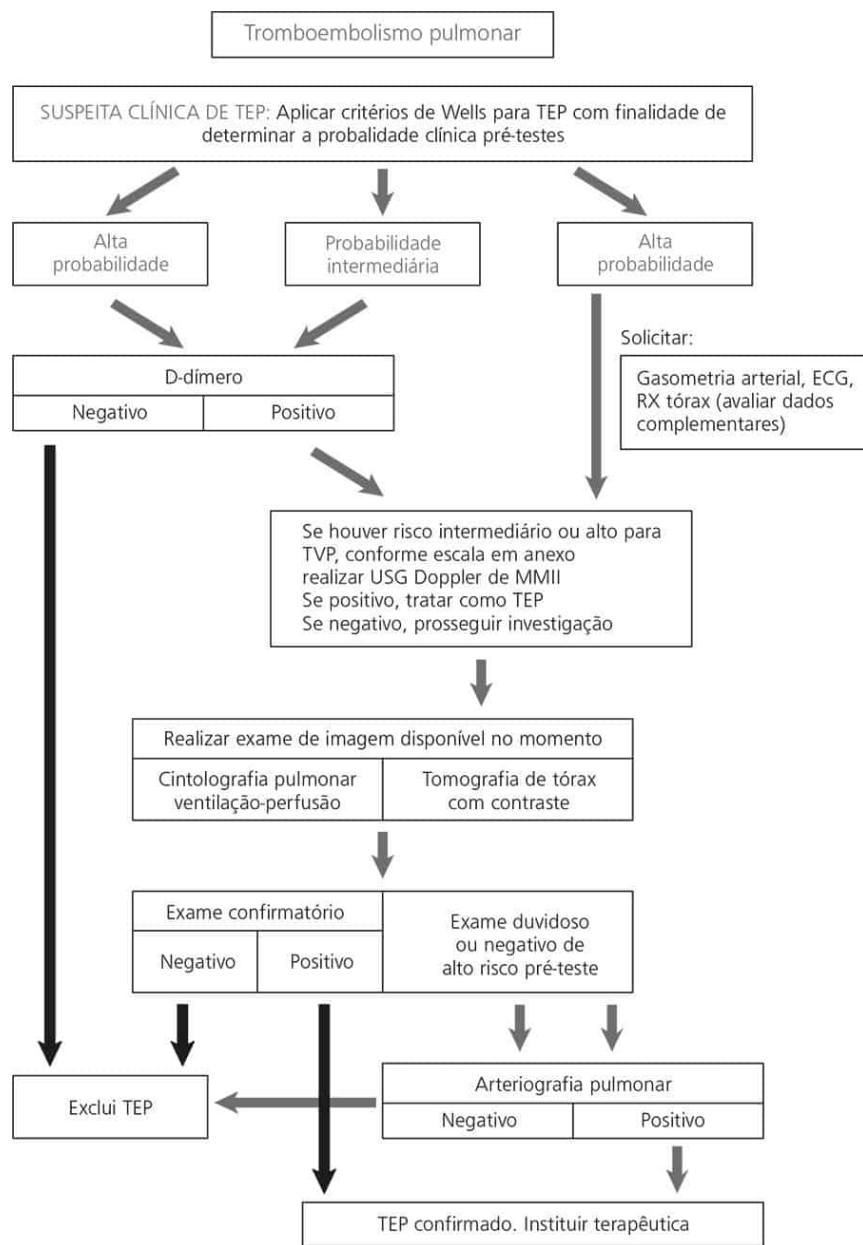 Tromboembolismo pulmonar
SUSPEITA CLÍNICA DE TEP: Aplicar critérios de Wells para TEP com finalidade de
determinar a probalidade clínica pré-testes
Alta
probabilidade
Probabilidade
intermediária
Alta
probabilidade
Solicitar:
Gasometria arterial, ECG,
RX tórax (avaliar dados
complementares)
D-dímero
Negativo
Positivo
Se houver risco intermediário ou alto para
TVP, conforme escala em anexo
realizar USG Doppler de MMII
Se positivo, tratar como TEP
Se negativo, prosseguir investigação
Realizar exame de imagem disponível no momento
Cintolografia pulmonar
ventilação-perfusão
Tomografia de tórax
com contraste
Exame confirmatório
Negativo
Positivo
Exame duvidoso
ou negativo de
alto risco pré-teste
Exclui TEP
Arteriografia pulmonar
Negativo
Positivo
TEP confirmado. Instituir terapêutica